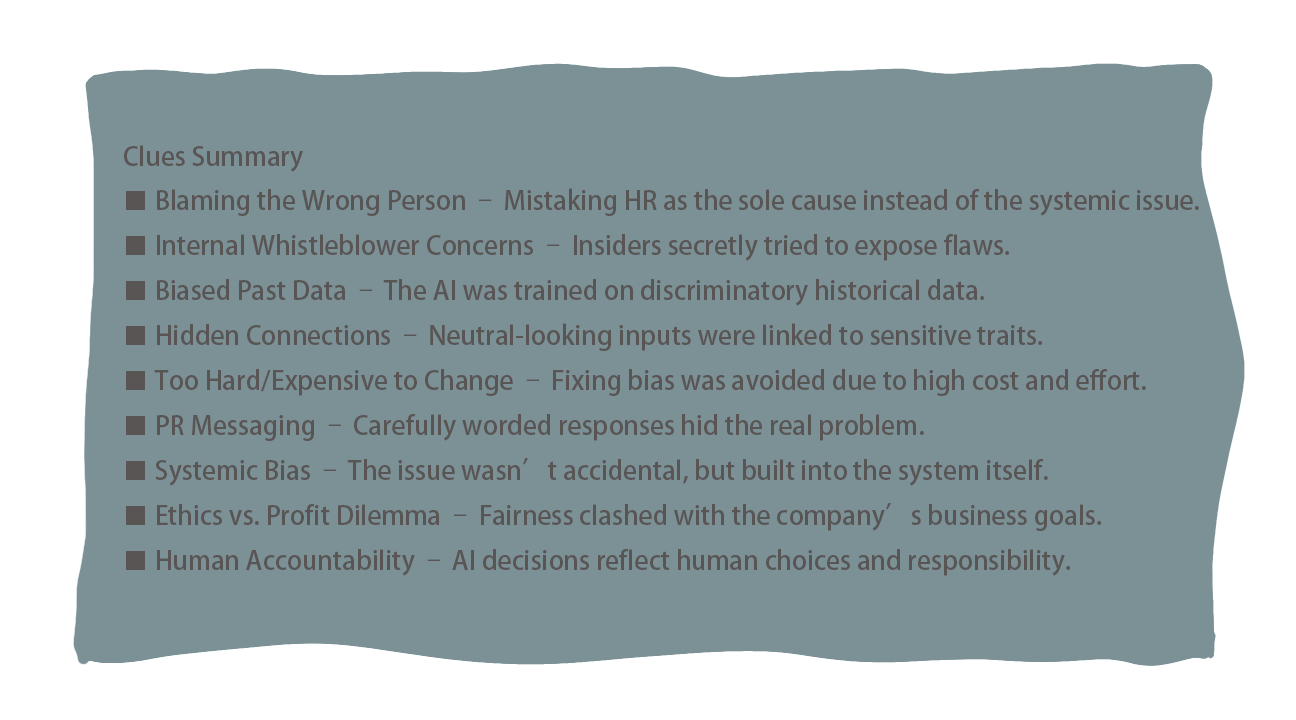 Clues Summary
■ Blaming the Wrong Person – Mistaking HR as the sole cause instead of the systemic issue.
■ Internal Whistleblower Concerns – Insiders secretly tried to expose flaws.
■ Biased Past Data – The AI was trained on discriminatory historical data.
■ Hidden Connections – Neutral-looking inputs were linked to sensitive traits.
■ Too Hard/Expensive to Change – Fixing bias was avoided due to high cost and effort.
■ PR Messaging – Carefully worded responses hid the real problem.
■ Systemic Bias – The issue wasn’t accidental, but built into the system itself.
■ Ethics vs. Profit Dilemma – Fairness clashed with the company’s business goals.
■ Human Accountability – AI decisions reflect human choices and responsibility.